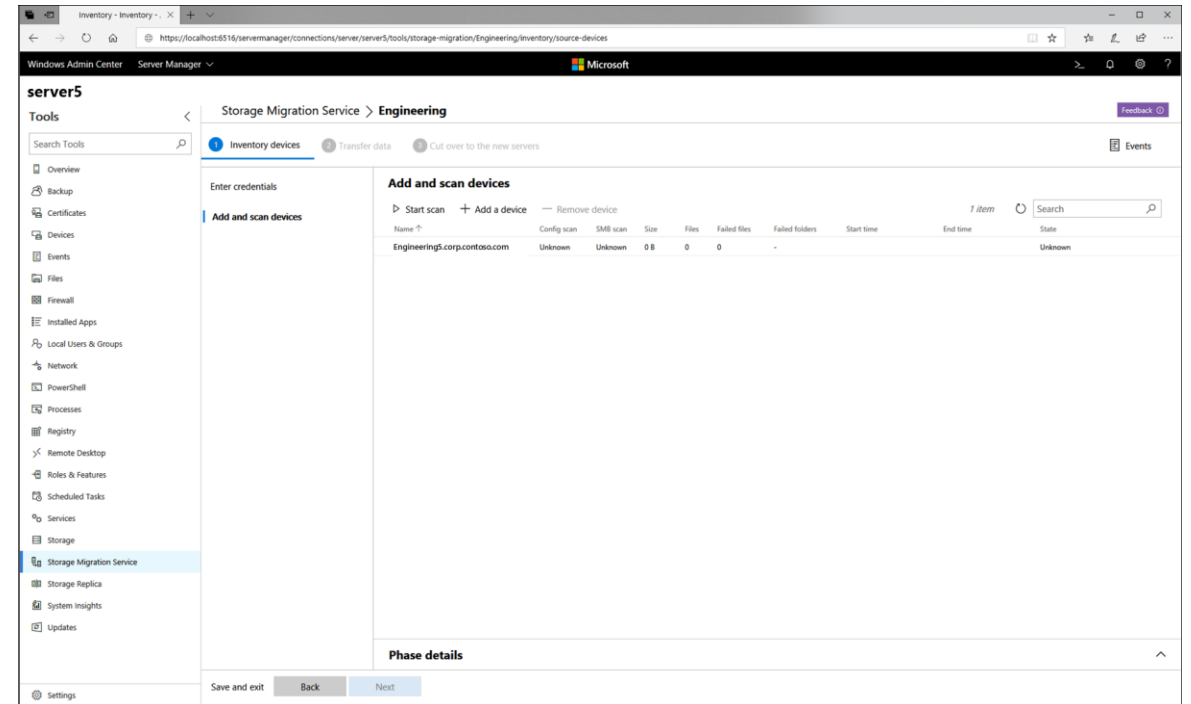 Inventory - Inventory - .
https://localhost:6516/servermanager/connections/server/server5/tools/storage-migration/Engineering/inventory/source-devices
Windows Admin Center Server Manager Microsoft
server5
Tools
Storage Migration Service > Engineering
Feedback
Search Tools
1 Inventory devices 2 Transfer data 3 Cut over to the new servers
Events
Overview
Backup
Certificates
Devices
Events
Files
Firewall
Installed Apps
Local Users & Groups
Network
PowerShell
Processes
Registry
Remote Desktop
Roles & Features
Scheduled Tasks
Services
Storage
Storage Migration Service
Storage Replica
System Insights
Updates
Settings
Enter credentials
Add and scan devices
Add and scan devices
Start scan Add a device Remove device 1 item Search
Name Config scan SMB scan Size Files Failed files Failed folders Start time End time State
Engineering5.corp.contoso.com Unknown Unknown 0 B 0 0 - Unknown
Phase details
Save and exit Back Next